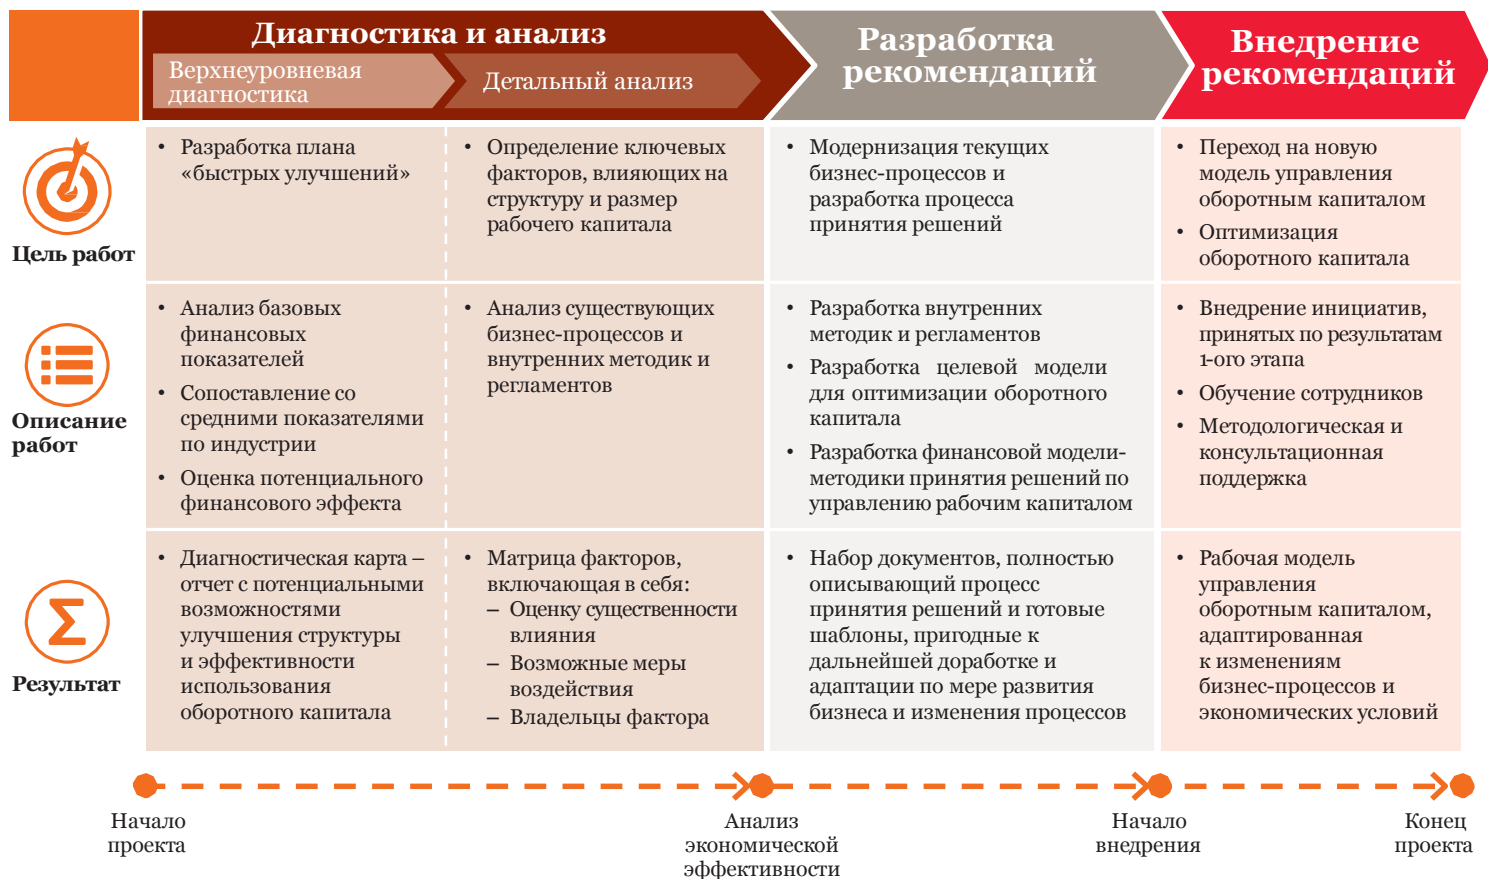 Диагностика и анализ
Верхнеуровневая
диагностика
Детальный анализ
Разработка
рекомендаций
Внедрение
рекомендаций
Цель работ
• Разработка плана
«быстрых улучшений»
• Определение ключевых
факторов, влияющих на
структуру и размер
рабочего капитала
• Модернизация текущих
бизнес-процессов и
разработка процесса
принятия решений
• Переход на новую
модель управления
оборотным капиталом
• Оптимизация
оборотного капитала
Описание
работ
• Анализ базовых
финансовых
показателей
• Сопоставление со
средними показателями
по индустрии
• Оценка потенциального
финансового эффекта
• Анализ существующих
бизнес-процессов и
внутренних методик и
регламентов
• Разработка внутренних
методик и регламентов
• Разработка целевой модели
для оптимизации оборотного
капитала
• Разработка финансовой модели-
методики принятия решений по
управлению рабочим капиталом
• Внедрение инициатив,
принятых по результатам
1-ого этапа
• Обучение сотрудников
• Методологическая и
консультационная
поддержка
Σ
Результат
• Диагностическая карта –
отчет с потенциальными
возможностями
улучшения структуры
и эффективности
использования
оборотного капитала
• Матрица факторов,
включающая в себя:
– Оценку существенности
влияния
– Возможные меры
воздействия
– Владельцы фактора
• Набор документов, полностью
описывающий процесс
принятия решений и готовые
шаблоны, пригодные к
дальнейшей доработке и
адаптации по мере развития
бизнеса и изменения процессов
• Рабочая модель
управления
оборотным капиталом,
адаптированная
к изменениям
бизнес-процессов и
экономических условий
Начало
проекта
Анализ
экономической
эффективности
Начало
внедрения
Конец
проекта